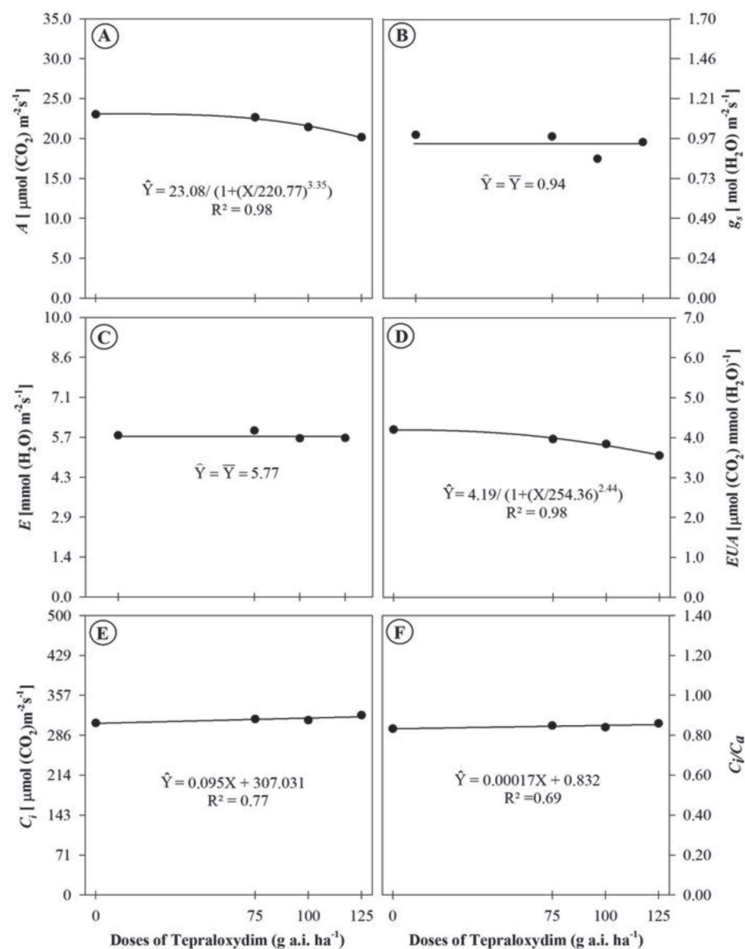 A
A [ μmol (CO₂) m⁻²s⁻¹]
35.0
30.0
25.0
20.0
15.0
10.0
5.0
0.0
Ŷ = 23.08/ (1+(X/220.77)^3.35)
R² = 0.98
B
1.70
1.46
1.21
0.97
0.73
0.49
0.24
0.00
gₛ [ mol (H₂O) m⁻²s⁻¹]
Ŷ = Y̅ = 0.94
C
E [mmol (H₂O) m⁻²s⁻¹]
10.0
8.6
7.1
5.7
4.3
2.9
1.4
0.0
Ŷ = Y̅ = 5.77
D
7.0
6.0
5.0
4.0
3.0
2.0
1.0
0.0
EUA [μmol (CO₂) mmol (H₂O)⁻¹]
Ŷ = 4.19/ (1+(X/254.36)^2.44)
R² = 0.98
E
Cᵢ [ μmol (CO₂)m⁻²s⁻¹]
500
429
357
286
214
143
71
0
Ŷ = 0.095X + 307.031
R² = 0.77
0 75 100 125
Doses of Tepraloxydim (g a.i. ha⁻¹)
F
1.40
1.20
1.00
0.80
0.60
0.40
0.20
0.00
Cᵢ/Cₐ
Ŷ = 0.00017X + 0.832
R² =0.69
0 75 100 125
Doses of Tepraloxydim (g a.i. ha⁻¹)